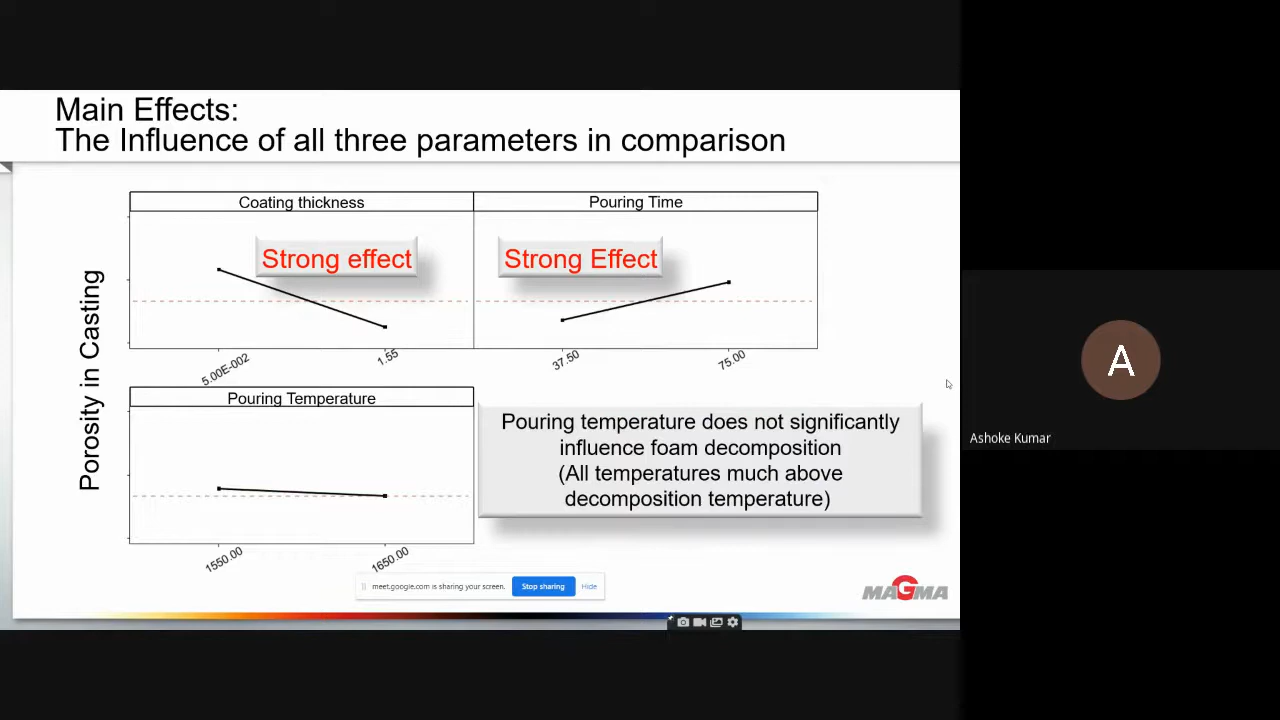 Main Effects:
The Influence of all three parameters in comparison
Coating thickness
Pouring Time
Strong effect
Strong Effect
Porosity in Casting
5.00E-002
1.55
37.50
75.00
Pouring Temperature
Pouring temperature does not significantly
influence foam decomposition
(All temperatures much above
decomposition temperature)
1550.00
1650.00
meet.google.com is sharing your screen.
Stop sharing
Hide
MAGMA
A
Ashoke Kumar